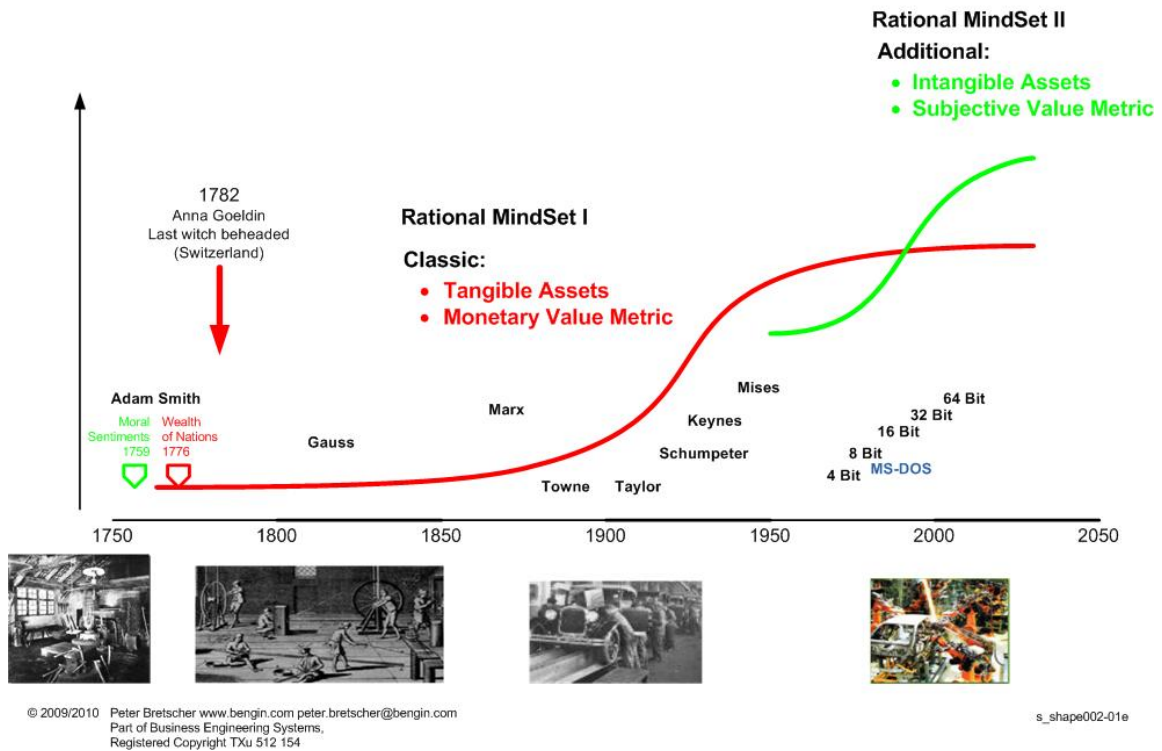 Rational MindSet II
Additional:
• Intangible Assets
• Subjective Value Metric
1782
Anna Goeldin
Last witch beheaded
(Switzerland)
Rational MindSet I
Classic:
• Tangible Assets
• Monetary Value Metric
Adam Smith
Moral
Sentiments
1759
Wealth
of Nations
1776
Gauss
Marx
Towne
Taylor
Mises
Keynes
Schumpeter
64 Bit
32 Bit
16 Bit
8 Bit
MS-DOS
4 Bit
1750 1800 1850 1900 1950 2000 2050
© 2009/2010 Peter Bretscher www.bengin.com peter.bretscher@bengin.com
Part of Business Engineering Systems,
Registered Copyright TXu 512 154
s_shape002-01e